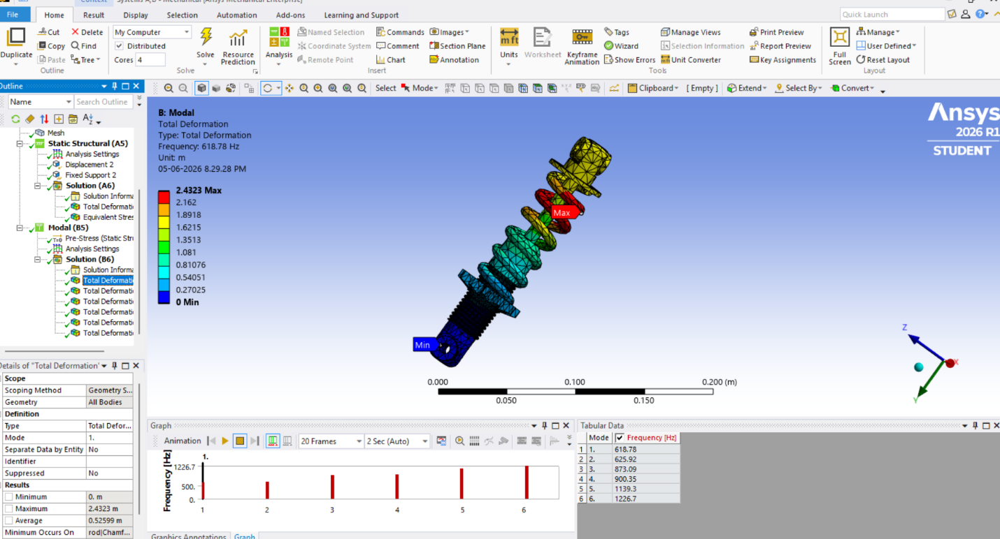 Context Systems A,B - Mechanical [Ansys Mechanical Enterprise]
File Home Result Display Selection Automation Add-ons Learning and Support Quick Launch
Duplicate
Cut Delete
Copy Find
Paste Tree
Outline
My Computer
Distributed
Cores 4
Solve
Resource Prediction
Solve
Analysis
Named Selection Commands Images
Coordinate System Comment Section Plane
Remote Point Chart Annotation
Insert
Units Worksheet Keyframe Animation
Tags Manage Views Print Preview
Wizard Selection Information Report Preview
Show Errors Unit Converter Key Assignments
Tools
Full Screen
Manage
User Defined
Reset Layout
Layout
Outline
Select Mode Clipboard [ Empty ] Extend Select By Convert
Name Search Outline
Mesh
Static Structural (A5)
Analysis Settings
Displacement 2
Fixed Support 2
Solution (A6)
Solution Informa
Total Deformati
Equivalent Stres
Modal (B5)
Pre-Stress (Static Stru
Analysis Settings
Solution (B6)
Solution Informa
Total Deformati
Total Deformati
Total Deformati
Total Deformati
Total Deformati
Total Deformati
B: Modal
Total Deformation
Type: Total Deformation
Frequency: 618.78 Hz
Unit: m
05-06-2026 8.29.28 PM
2.4323 Max
2.162
1.8918
1.6215
1.3513
1.081
0.81076
0.54051
0.27025
0 Min
Ansys
2026 R1
STUDENT
Max
Min
0.000 0.100 0.200 (m)
0.050 0.150
Z
X
Y
Details of "Total Deformation"
Scope
Scoping Method Geometry S...
Geometry All Bodies
Definition
Type Total Defor...
Mode 1.
Separate Data by Entity No
Identifier
Suppressed No
Results
Minimum 0. m
Maximum 2.4323 m
Average 0.52599 m
Minimum Occurs On rod|Chamf...
Graph
Animation 20 Frames 2 Sec (Auto)
1.
Frequency [Hz]
1226.7
500.
0.
1 2 3 4 5 6
Graphics Annotations Graph
Tabular Data
Mode Frequency [Hz]
1 1. 618.78
2 2. 625.92
3 3. 873.09
4 4. 900.35
5 5. 1139.3
6 6. 1226.7